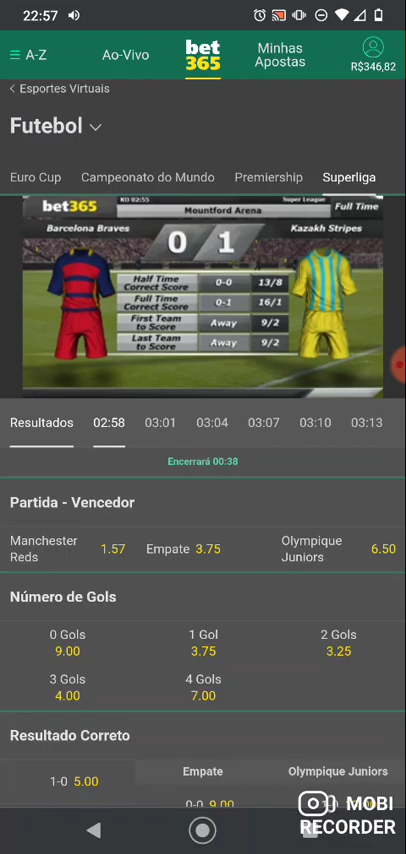 22:57
A-Z
Ao-Vivo
bet365
Minhas Apostas
R$346,82
< Esportes Virtuais
Futebol
Euro Cup Campeonato do Mundo Premiership Superliga
bet365 KO 02:55 Super League Full Time
Mountford Arena
Barcelona Braves 0 1 Kazakh Stripes
Half Time Correct Score 0-0 13/8
Full Time Correct Score 0-1 16/1
First Team to Score Away 9/2
Last Team to Score Away 9/2
Resultados 02:58 03:01 03:04 03:07 03:10 03:13
Encerrará 00:38
Partida - Vencedor
Manchester Reds 1.57 Empate 3.75 Olympique Juniors 6.50
Número de Gols
0 Gols 1 Gol 2 Gols
9.00 3.75 3.25
3 Gols 4 Gols
4.00 7.00
Resultado Correto
Empate Olympique Juniors
1-0 5.00
0-0 9.00
MOBI
RECORDER